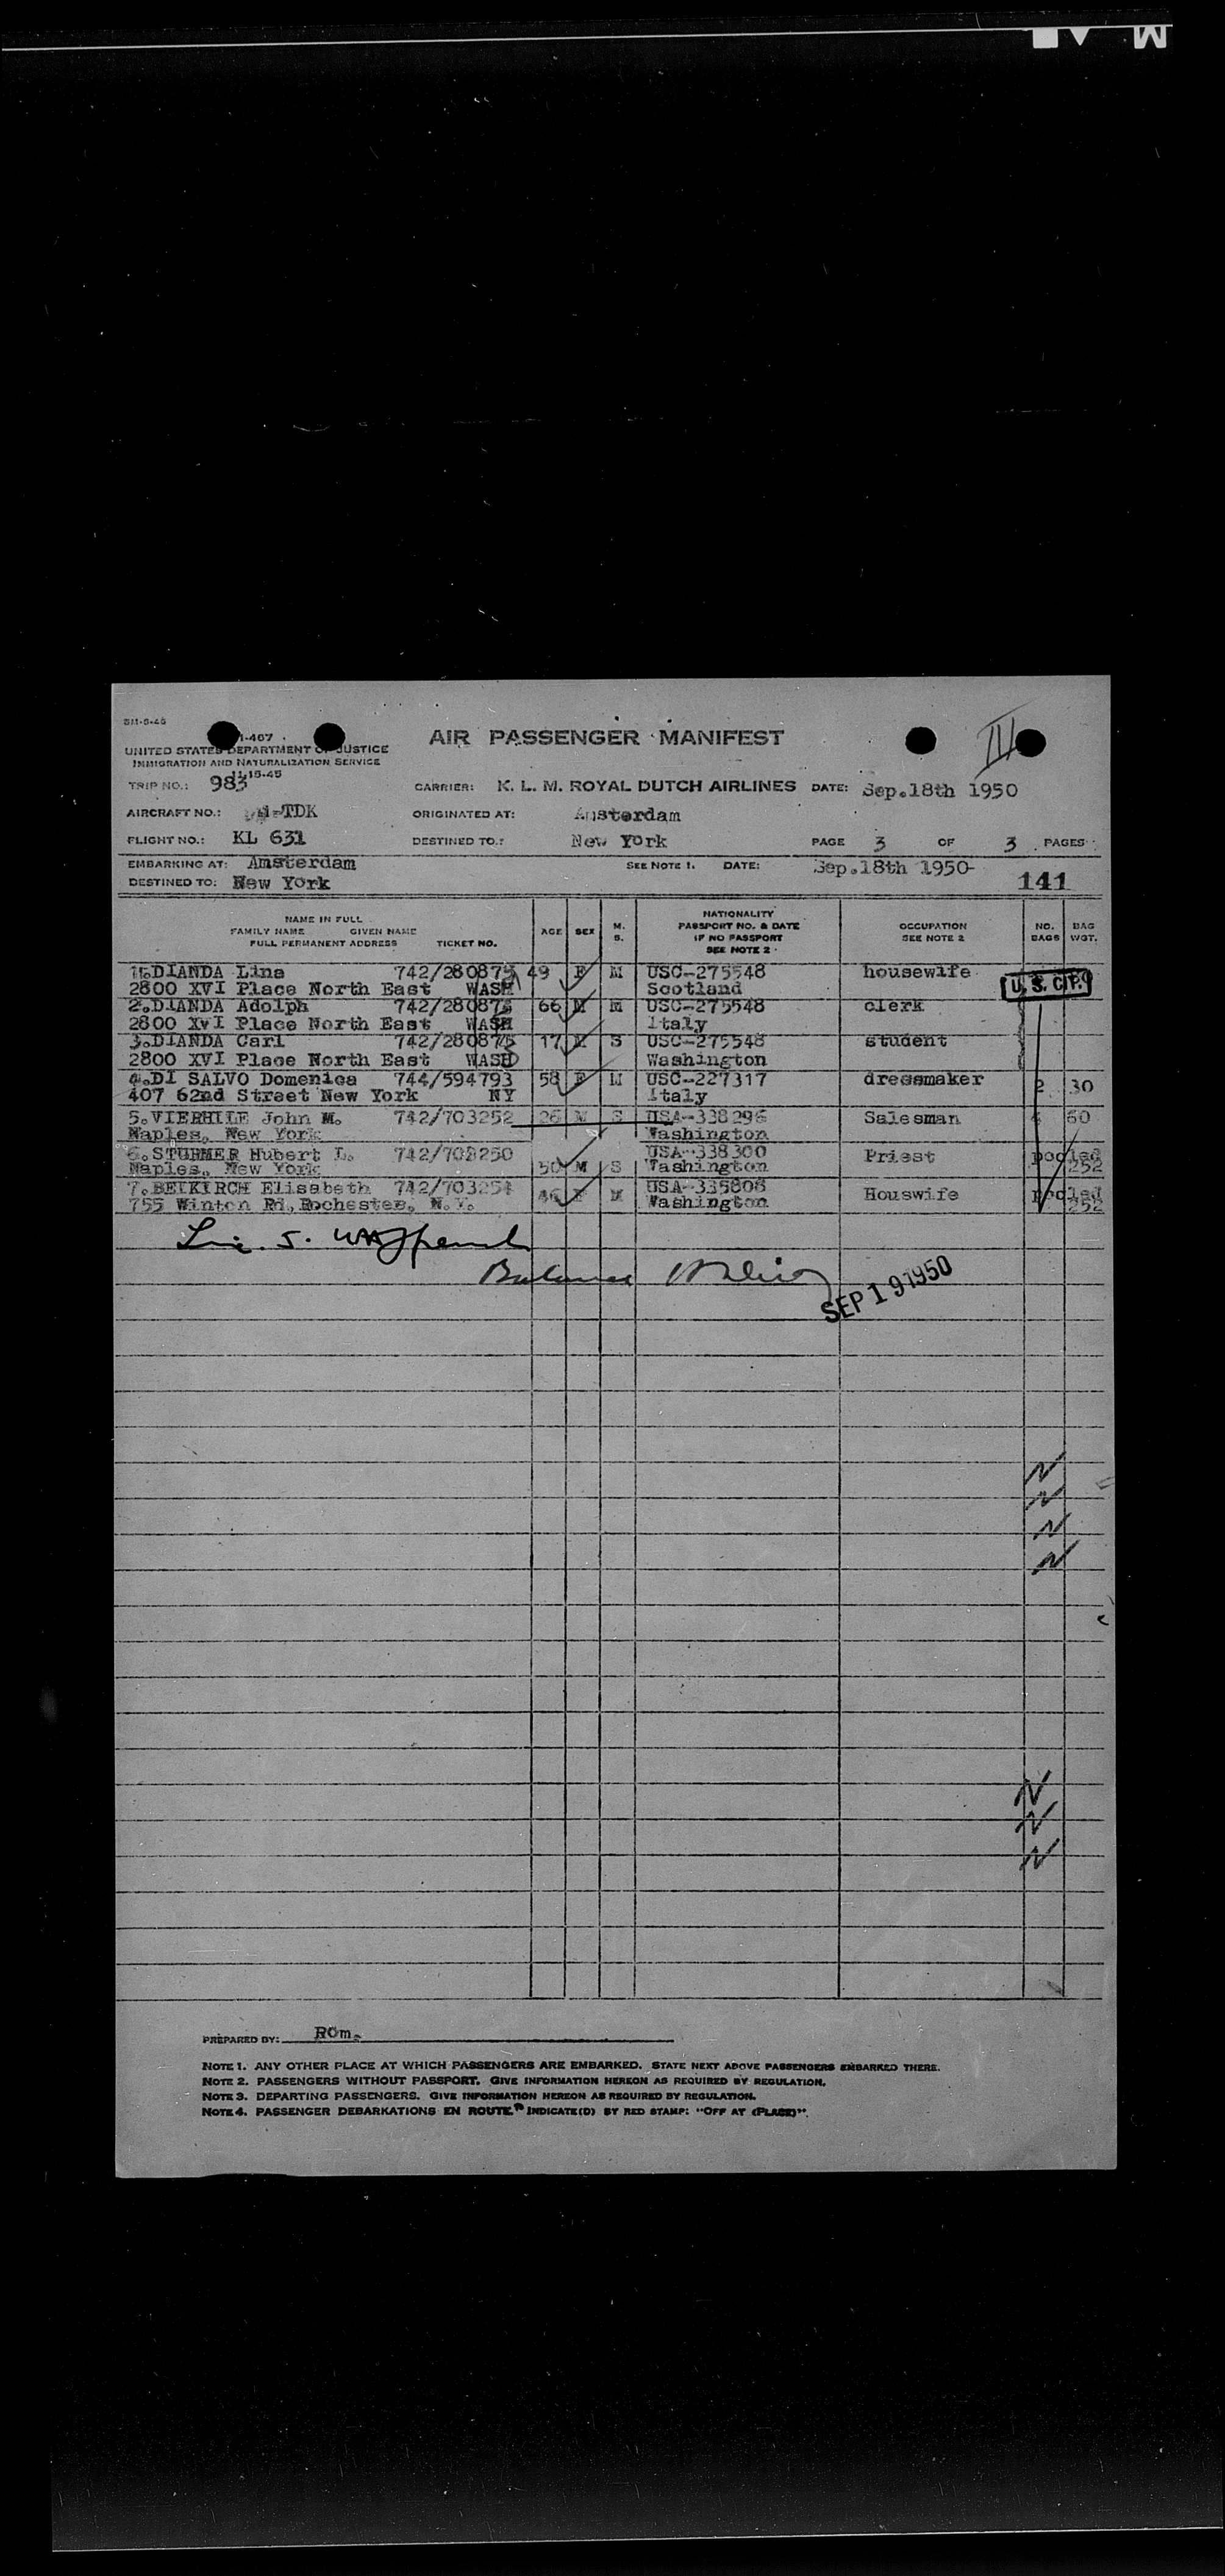 AIR PASSENGER MANIFEST
UNITED STATES DEPARTMENT OF JUSTICE
IMMIGRATION AND NATURALIZATION SERVICE
11-15-45
TRIP NO.: 983
CARRIER: K. L. M. ROYAL DUTCH AIRLINES DATE: Sep.18th 1950
AIRCRAFT NO.: -TDK ORIGINATED AT: Amsterdam
FLIGHT NO.: KL 631 DESTINED TO: New York PAGE 3 OF 3 PAGES
EMBARKING AT: Amsterdam SEE NOTE 1. DATE: Sep.18th 1950-
DESTINED TO: New York 141
NAME IN FULL
FAMILY NAME GIVEN NAME
FULL PERMANENT ADDRESS TICKET NO.
AGE SEX M. S.
NATIONALITY
PASSPORT NO. & DATE
IF NO PASSPORT
SEE NOTE 2
OCCUPATION
SEE NOTE 2
NO. BAGS
BAG WGT.
1.DIANDA Lina 742/280875 49 F M USC-275548 housewife
2800 XVI Place North East WASH Scotland U. S. C
2.DIANDA Adolph 742/28087 66 M M USC-275548 clerk
2800 XVI Place North East WASH Italy
3.DIANDA Carl 742/28087 17 M S USC-275548 student
2800 XVI Place North East WASH Washington
4.DI SALVO Domenica 744/594793 58 F M USC-227317 dressmaker 2 30
407 62nd Street New York NY Italy
5.VIERHILE John M. 742/703252 26 M S USA-338296 Salesman 4 60
Naples, New York Washington
6.STURMER Hubert L. 742/703250 USA-338300 Priest pooled
Naples, New York 50 M S Washington 252
7.BEIKIRCH Elisabeth 742/703254 46 F M USA-335808 Houswife pooled
755 Winton Rd,Rochester, N.Y. Washington 252
SEP 19 1950
PREPARED BY: ROm.
NOTE 1. ANY OTHER PLACE AT WHICH PASSENGERS ARE EMBARKED. STATE NEXT ABOVE PASSENGERS EMBARKED THERE.
NOTE 2. PASSENGERS WITHOUT PASSPORT. GIVE INFORMATION HEREON AS REQUIRED BY REGULATION.
NOTE 3. DEPARTING PASSENGERS. GIVE INFORMATION HEREON AS REQUIRED BY REGULATION.
NOTE 4. PASSENGER DEBARKATIONS EN ROUTE. INDICATE(D) BY RED STAMP: "OFF AT (PLACE)".